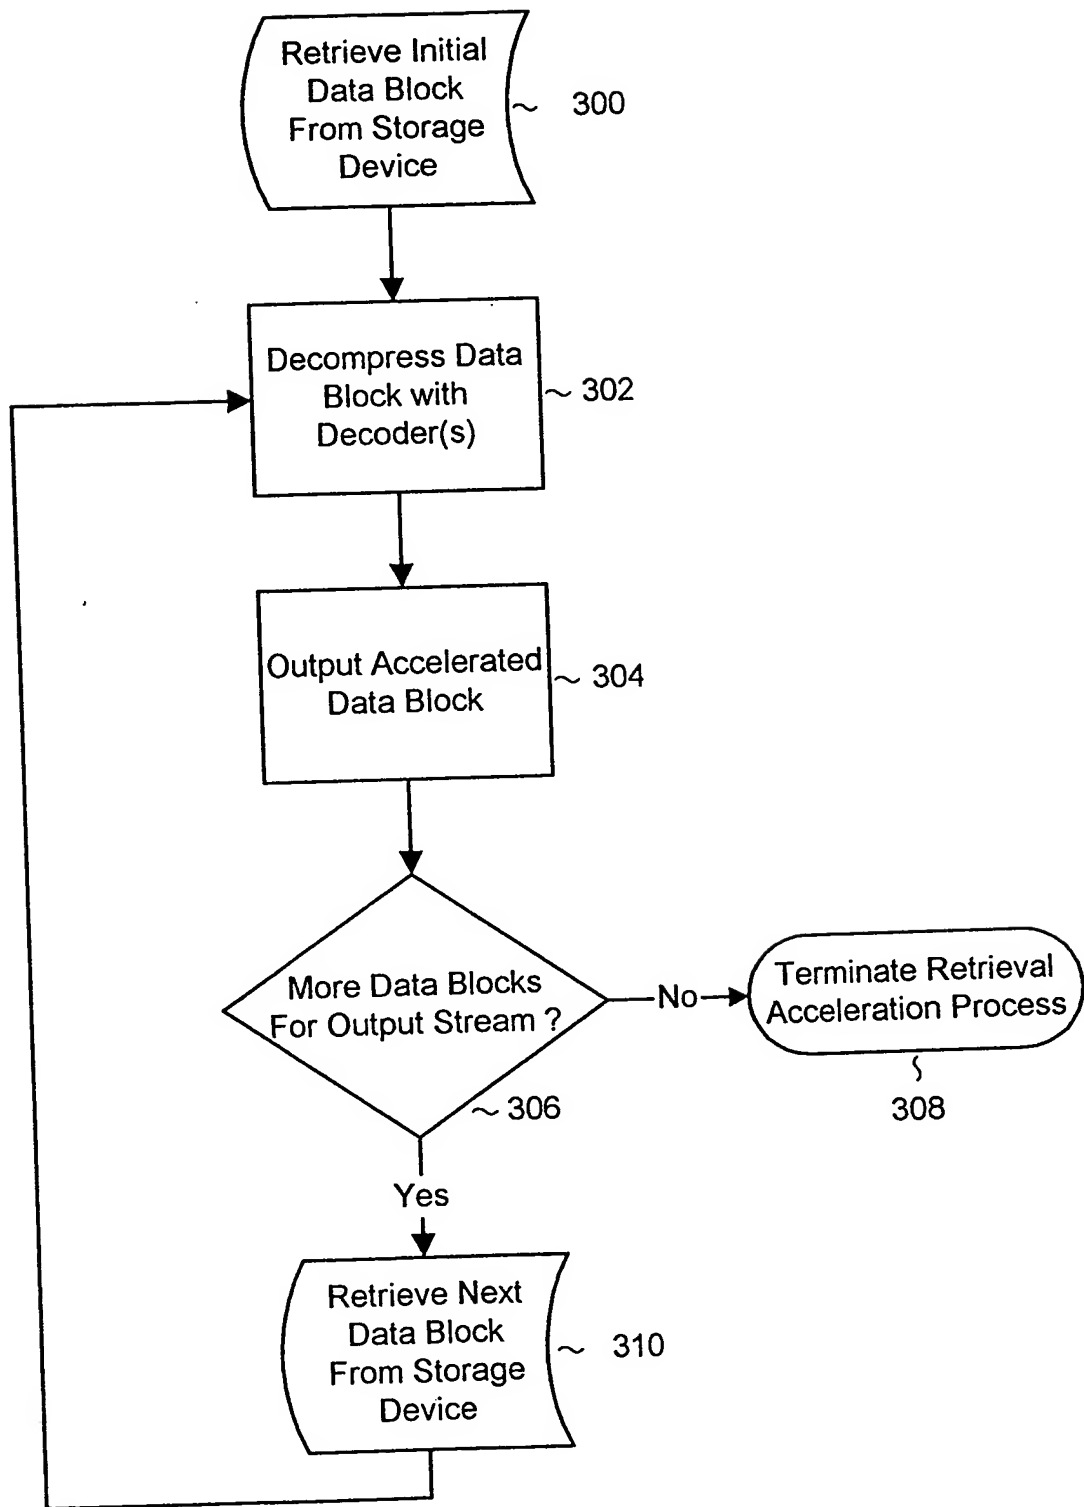 Retrieve Initial
Data Block
From Storage
Device
300
Decompress Data
Block with
Decoder(s)
302
Output Accelerated
Data Block
304
More Data Blocks
For Output Stream ?
306
No
Terminate Retrieval
Acceleration Process
308
Yes
Retrieve Next
Data Block
From Storage
Device
310